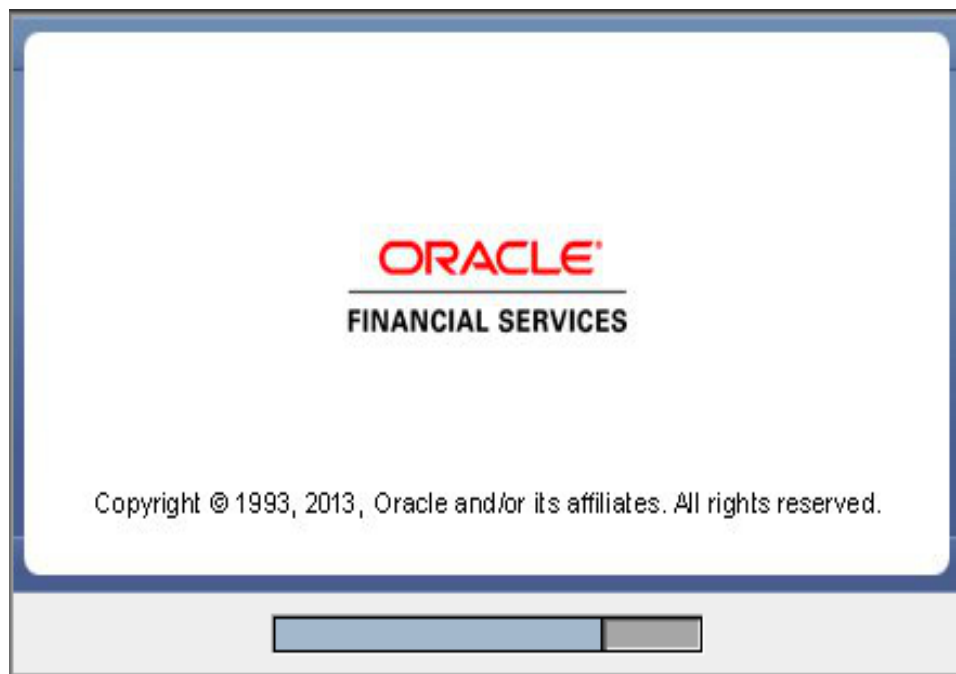 ORACLE®
FINANCIAL SERVICES
Copyright © 1993, 2013, Oracle and/or its affiliates. All rights reserved.